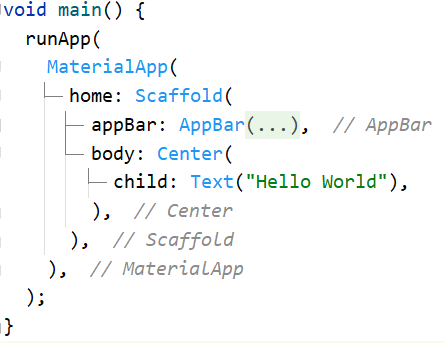 void main() {
runApp(
MaterialApp(
home: Scaffold(
appBar: AppBar(...), // AppBar
body: Center(
child: Text("Hello World"),
), // Center
), // Scaffold
), // MaterialApp
);
}